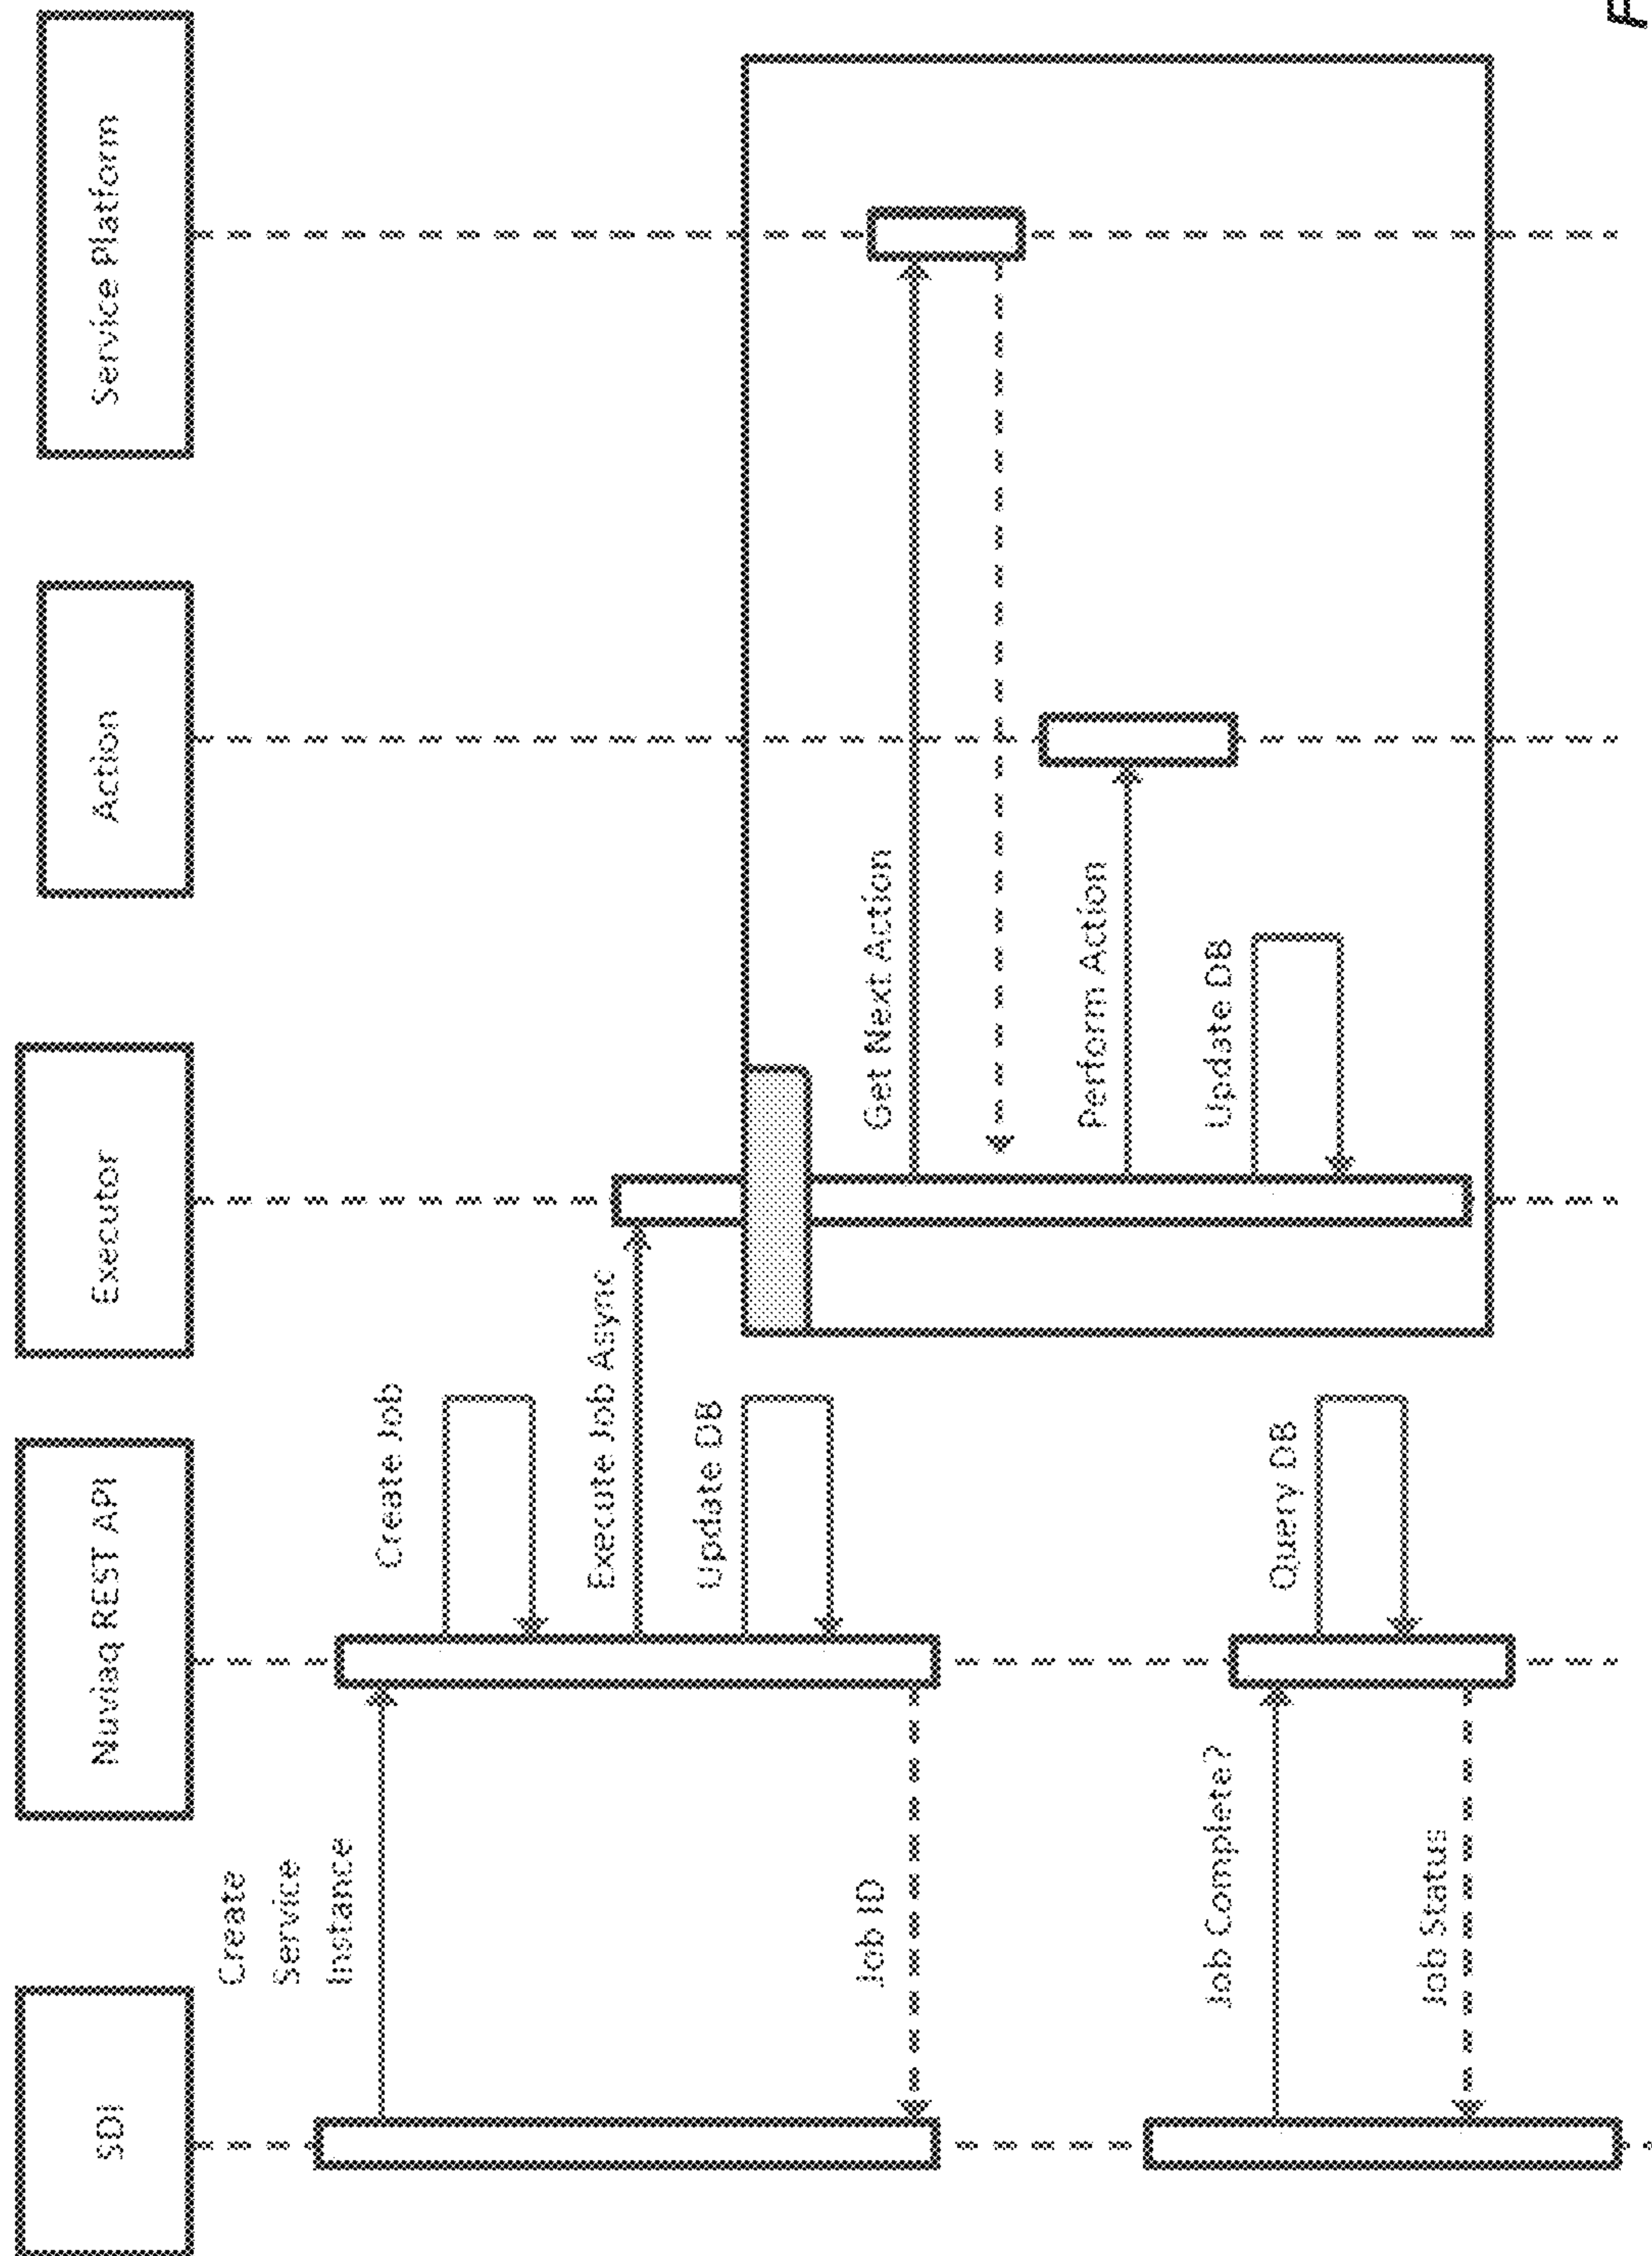 SDI
Nuviaq REST API
Executor
Action
Service Platform
Create
Service
Instance
Create Job
Execute Job Async
Update DB
Get Next Action
Job ID
Perform Action
Update DB
Job Complete?
Query DB
Job Status